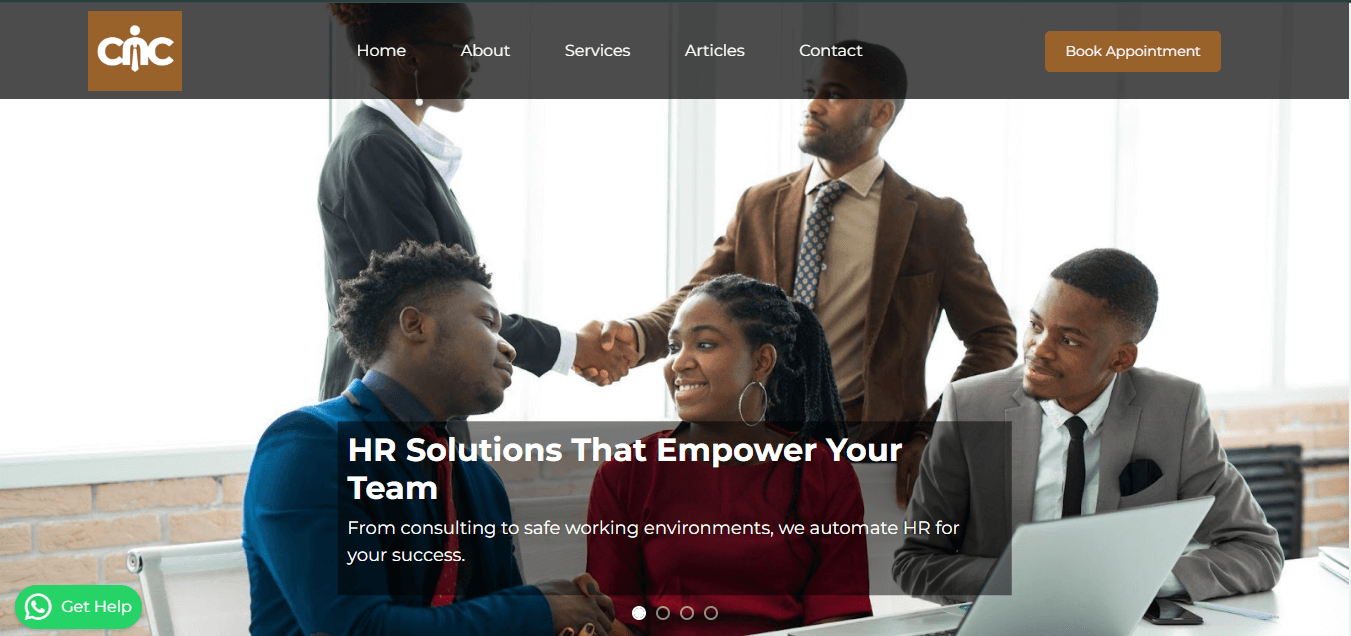 cmc
Home About Services Articles Contact
Book Appointment
HR Solutions That Empower Your
Team
From consulting to safe working environments, we automate HR for
your success.
Get Help